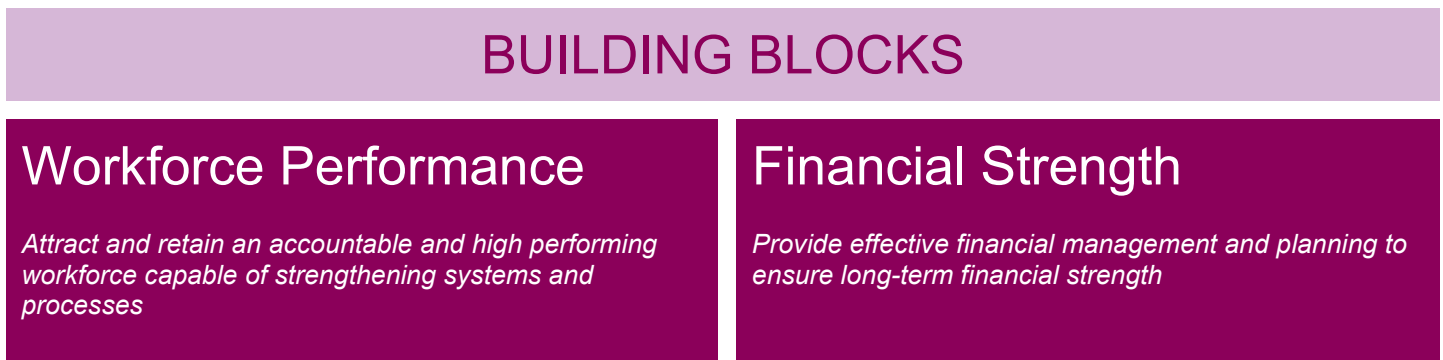 BUILDING BLOCKS
Workforce Performance
Attract and retain an accountable and high performing
workforce capable of strengthening systems and
processes
Financial Strength
Provide effective financial management and planning to
ensure long-term financial strength